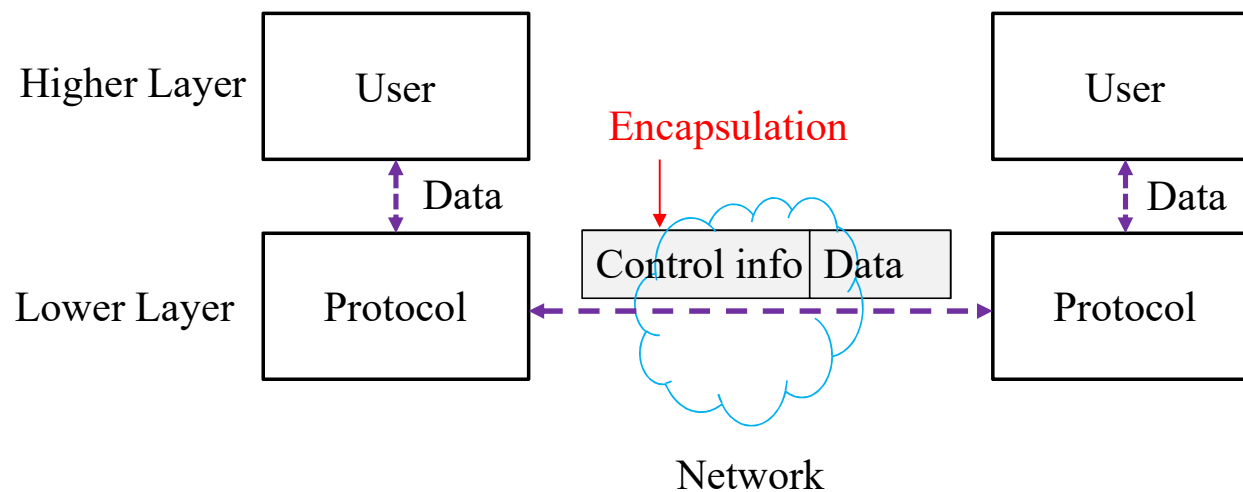 Higher Layer
User
User
Encapsulation
Data
Data
Control info
Data
Lower Layer
Protocol
Protocol
Network